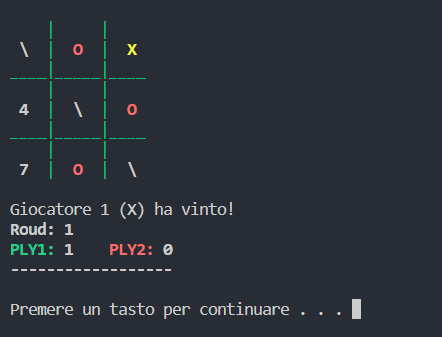 \ | O | X
4 | \ | O
7 | O | \
Giocatore 1 (X) ha vinto!
Roud: 1
PLY1: 1 PLY2: 0
------------------
Premere un tasto per continuare . . .